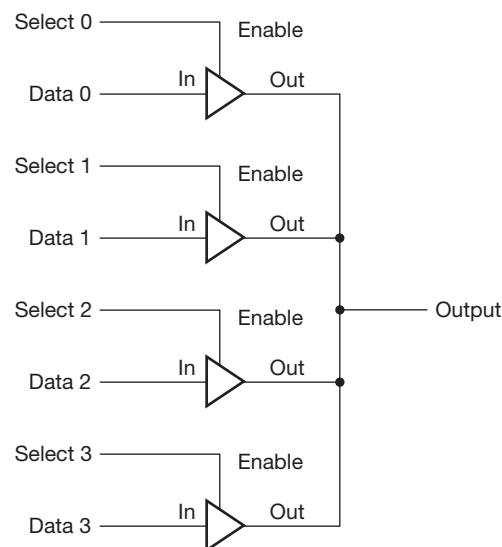 Select 0
Enable
Data 0
In
Out
Select 1
Enable
Data 1
In
Out
Select 2
Output
Enable
Data 2
In
Out
Select 3
Enable
Data 3
In
Out